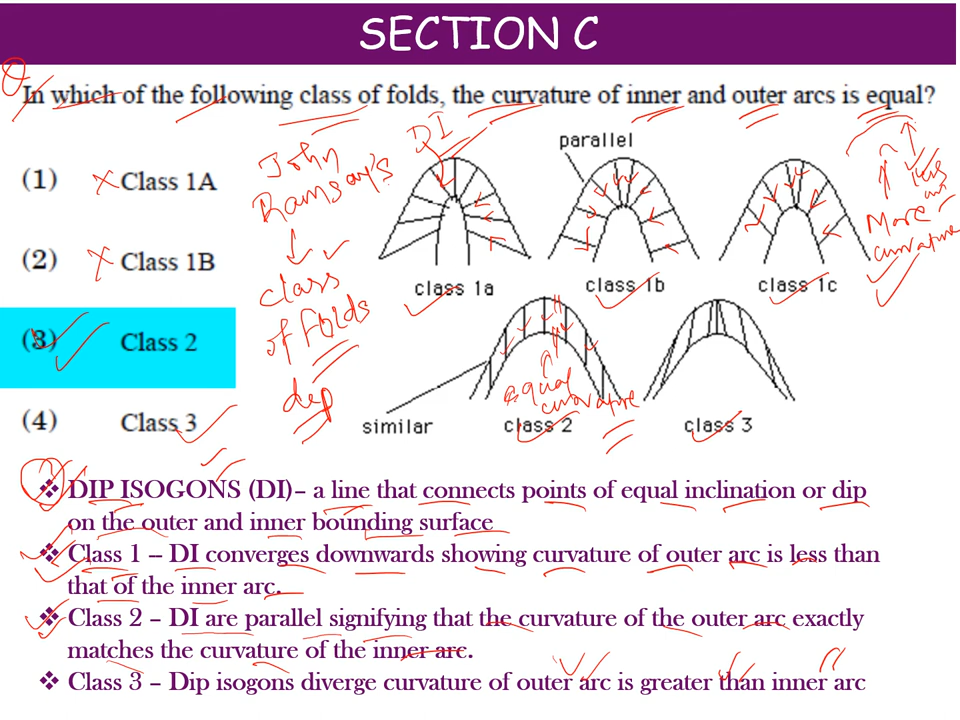 SECTION C
Q
In which of the following class of folds, the curvature of inner and outer arcs is equal?
(1) Class 1A
(2) Class 1B
(3) Class 2
(4) Class 3
John
Ramsay's
class
of folds
dip
DI
parallel
class 1a
class 1b
class 1c
less
More
curvature
similar
equal
curvature
class 2
class 3
❖ DIP ISOGONS (DI)– a line that connects points of equal inclination or dip
on the outer and inner bounding surface
❖ Class 1 – DI converges downwards showing curvature of outer arc is less than
that of the inner arc.
❖ Class 2 – DI are parallel signifying that the curvature of the outer arc exactly
matches the curvature of the inner arc.
❖ Class 3 – Dip isogons diverge curvature of outer arc is greater than inner arc